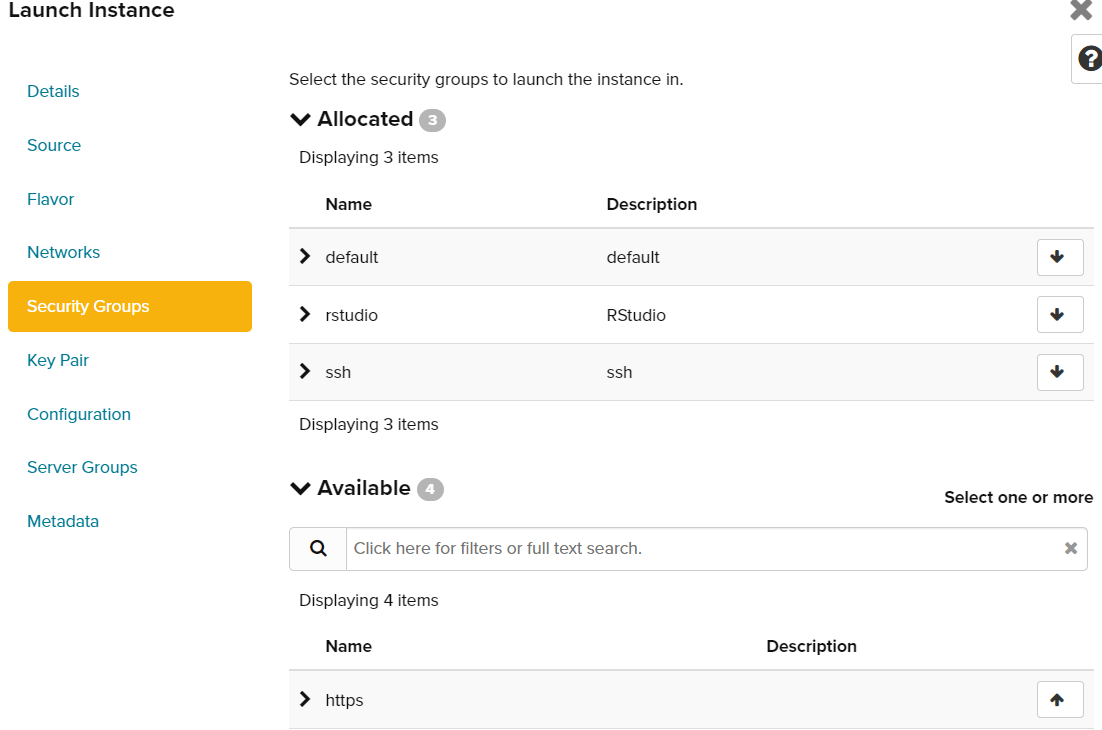 Launch Instance
Details
Source
Flavor
Networks
Security Groups
Key Pair
Configuration
Server Groups
Metadata
Select the security groups to launch the instance in.
Allocated 3
Displaying 3 items
Name Description
default default
rstudio RStudio
ssh ssh
Displaying 3 items
Available 4
Select one or more
Click here for filters or full text search.
Displaying 4 items
Name Description
https